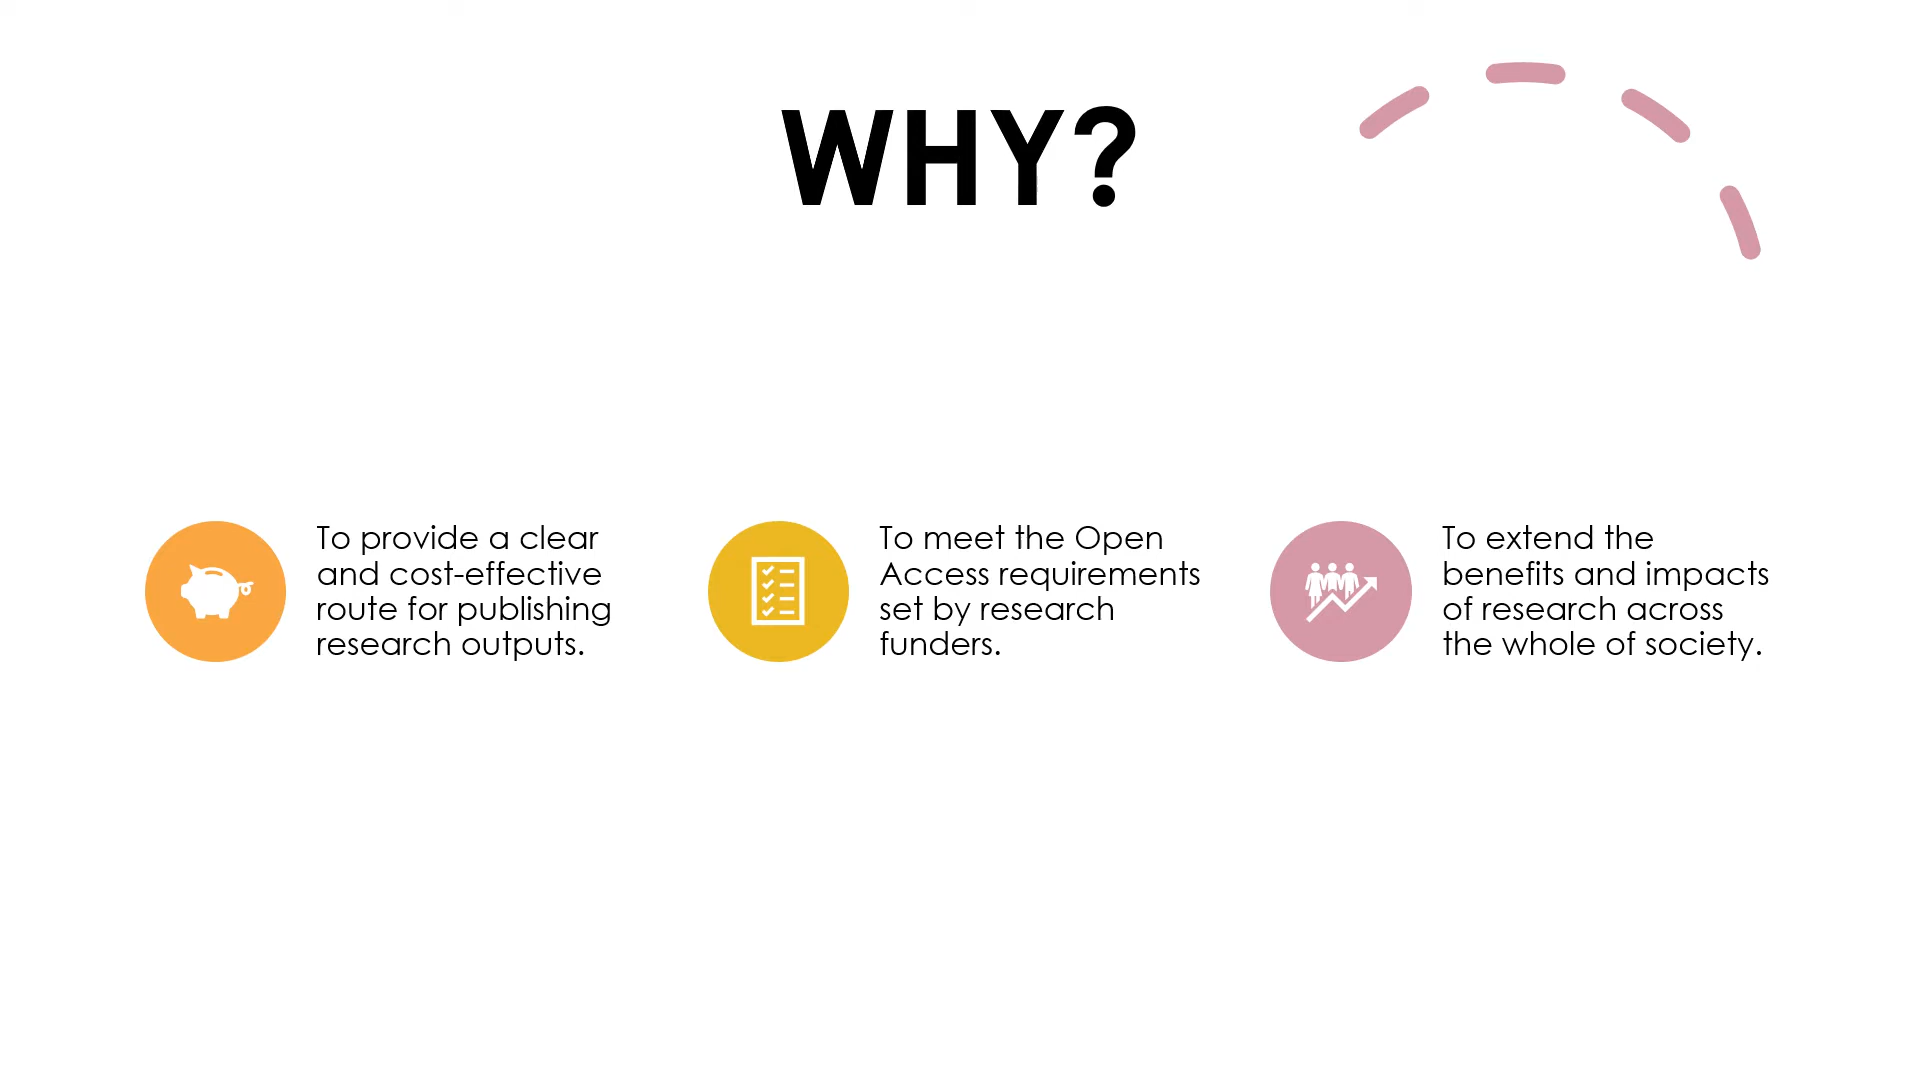 WHY?
To provide a clear
and cost-effective
route for publishing
research outputs.
To meet the Open
Access requirements
set by research
funders.
To extend the
benefits and impacts
of research across
the whole of society.